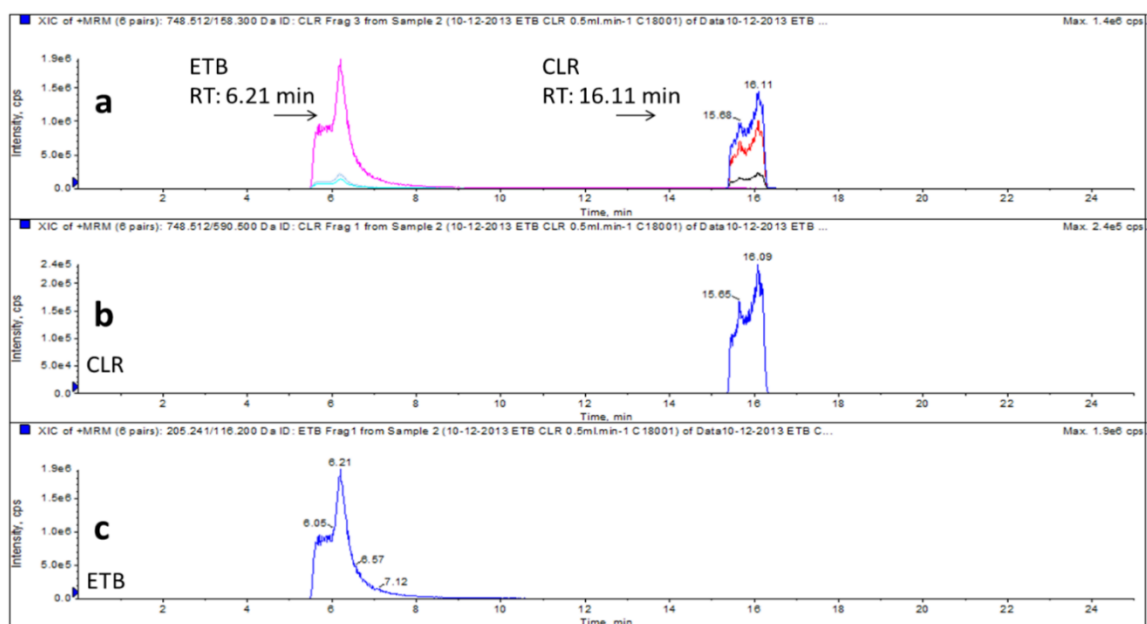 XIC of +MRM (6 pairs): 748.512/158.300 Da ID: CLR Frag 3 from Sample 2 (10-12-2013 ETB CLR 0.5ml.min-1 C18001) of Data10-12-2013 ETB ... Max. 1.4e6 cps.
Intensity, cps
1.9e6
1.5e6
1.0e6
5.0e5
0.0
a
ETB
RT: 6.21 min
CLR
RT: 16.11 min
15.68
16.11
2 4 6 8 10 12 14 16 18 20 22 24
Time, min
XIC of +MRM (6 pairs): 748.512/590.500 Da ID: CLR Frag 1 from Sample 2 (10-12-2013 ETB CLR 0.5ml.min-1 C18001) of Data10-12-2013 ETB ... Max. 2.4e5 cps.
Intensity, cps
2.4e5
2.0e5
1.5e5
1.0e5
5.0e4
0.0
b
CLR
15.65
16.09
2 4 6 8 10 12 14 16 18 20 22 24
Time, min
XIC of +MRM (6 pairs): 205.241/116.200 Da ID: ETB Frag1 from Sample 2 (10-12-2013 ETB CLR 0.5ml.min-1 C18001) of Data10-12-2013 ETB C... Max. 1.9e6 cps.
Intensity, cps
1.9e6
1.5e6
1.0e6
5.0e5
0.0
c
ETB
6.21
6.05
6.57
7.12
2 4 6 8 10 12 14 16 18 20 22 24
Time, min